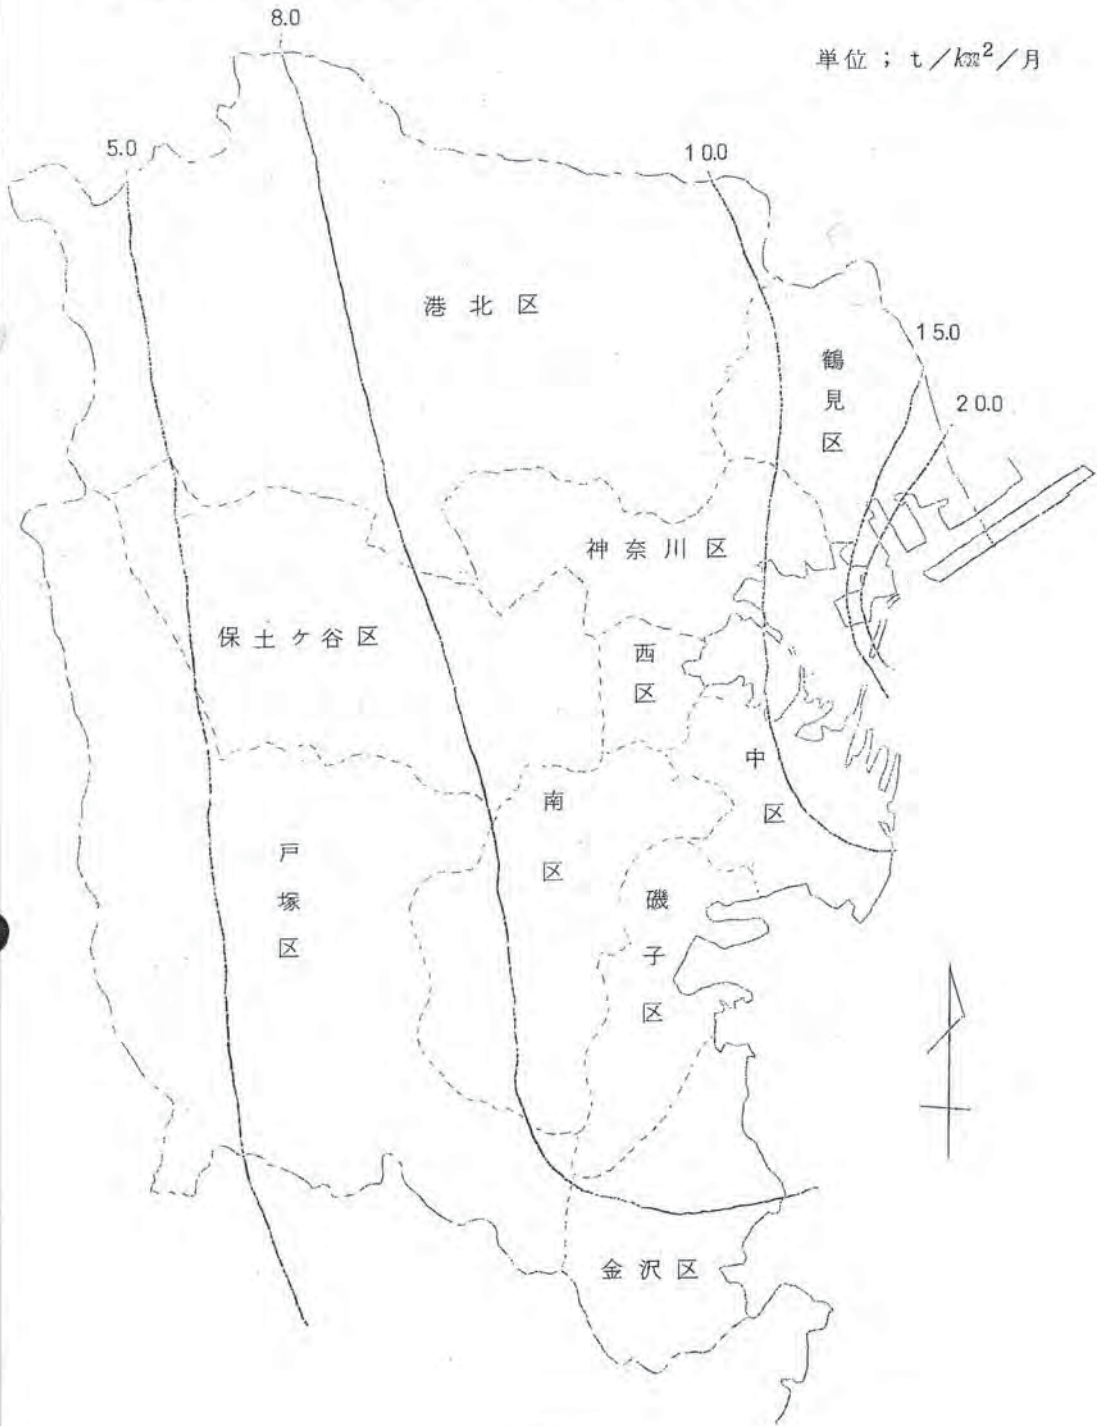 8.0
単位；t／km²／月
5.0
10.0
港北区
15.0
鶴見区
20.0
神奈川区
保土ケ谷区
西区
中区
南区
戸塚区
磯子区
金沢区